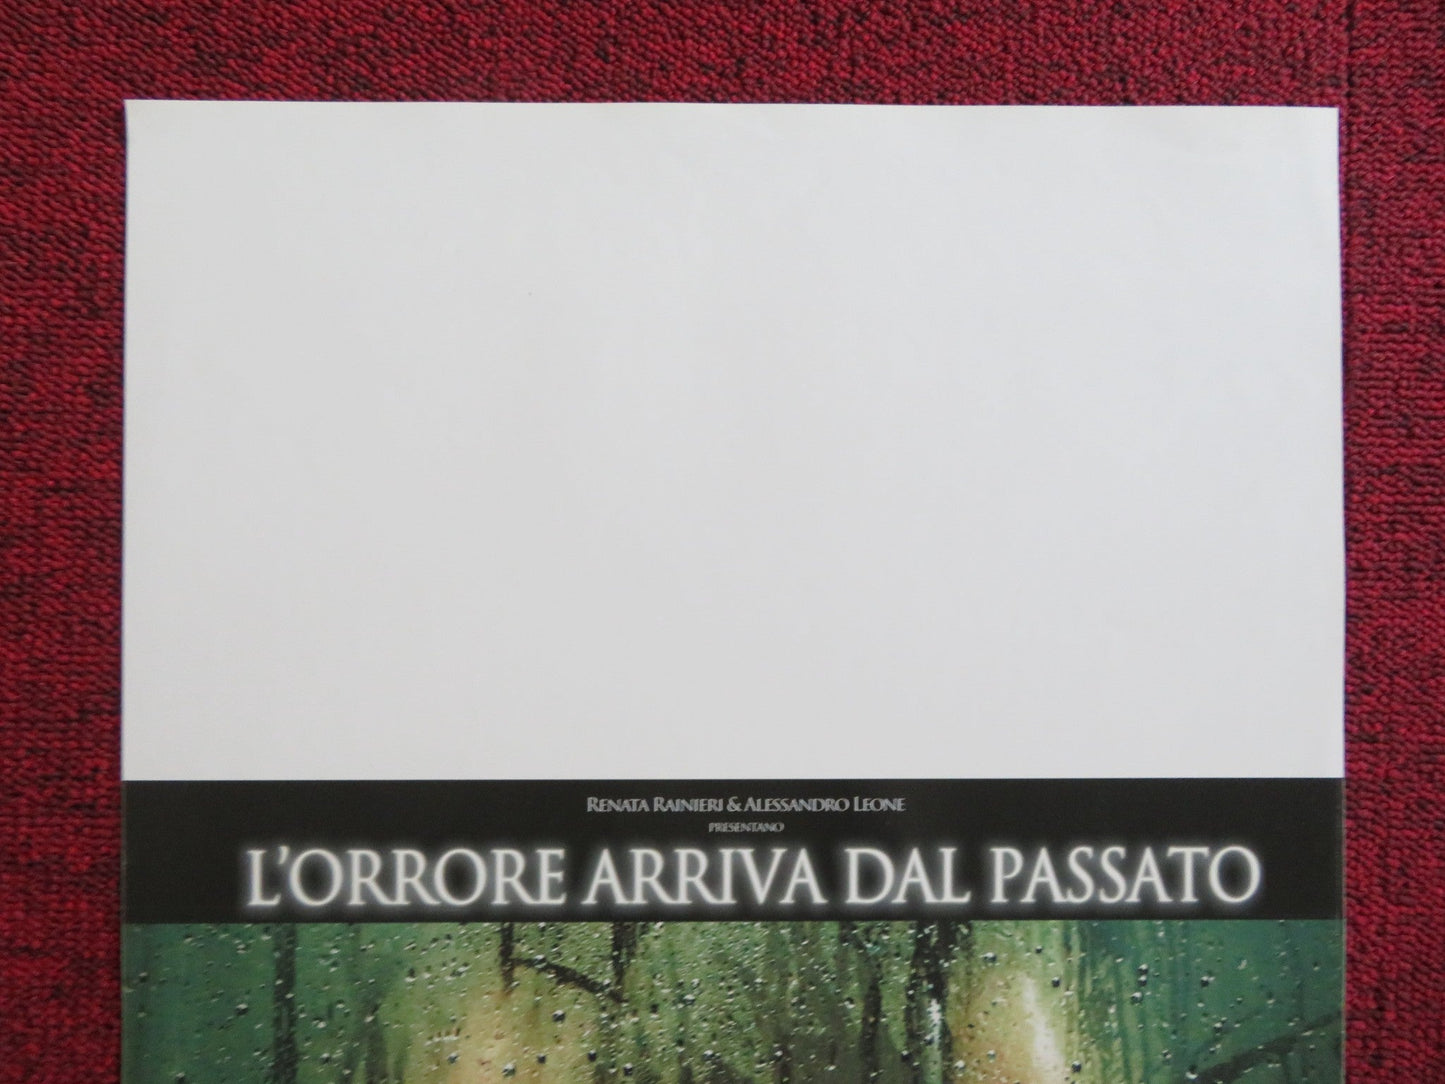 RENATA RAINIERI & ALESSANDRO LEONE
PRESENTANO
L'ORRORE ARRIVA DAL PASSATO